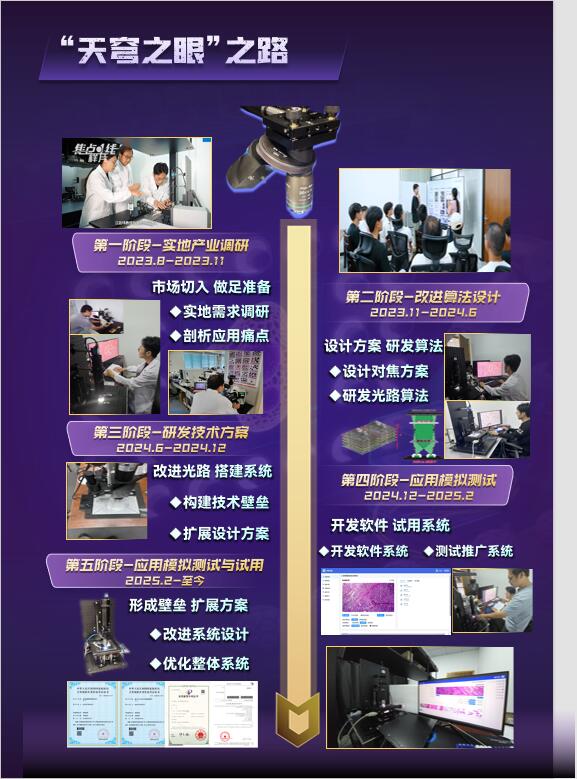 “天穹之眼”之路
焦点1线
群片
第一阶段-实地产业调研
2023.8-2023.11
市场切入 做足准备
◆实地需求调研
◆剖析应用痛点
第二阶段-改进算法设计
2023.11-2024.6
设计方案 研发算法
◆设计对焦方案
◆研发光路算法
第三阶段-研发技术方案
2024.6-2024.12
改进光路 搭建系统
◆构建技术壁垒
◆扩展设计方案
第四阶段-应用模拟测试
2024.12-2025.2
开发软件 试用系统
◆开发软件系统 ◆测试推广系统
第五阶段-应用模拟测试与试用
2025.2-至今
形成壁垒 扩展方案
◆改进系统设计
◆优化整体系统